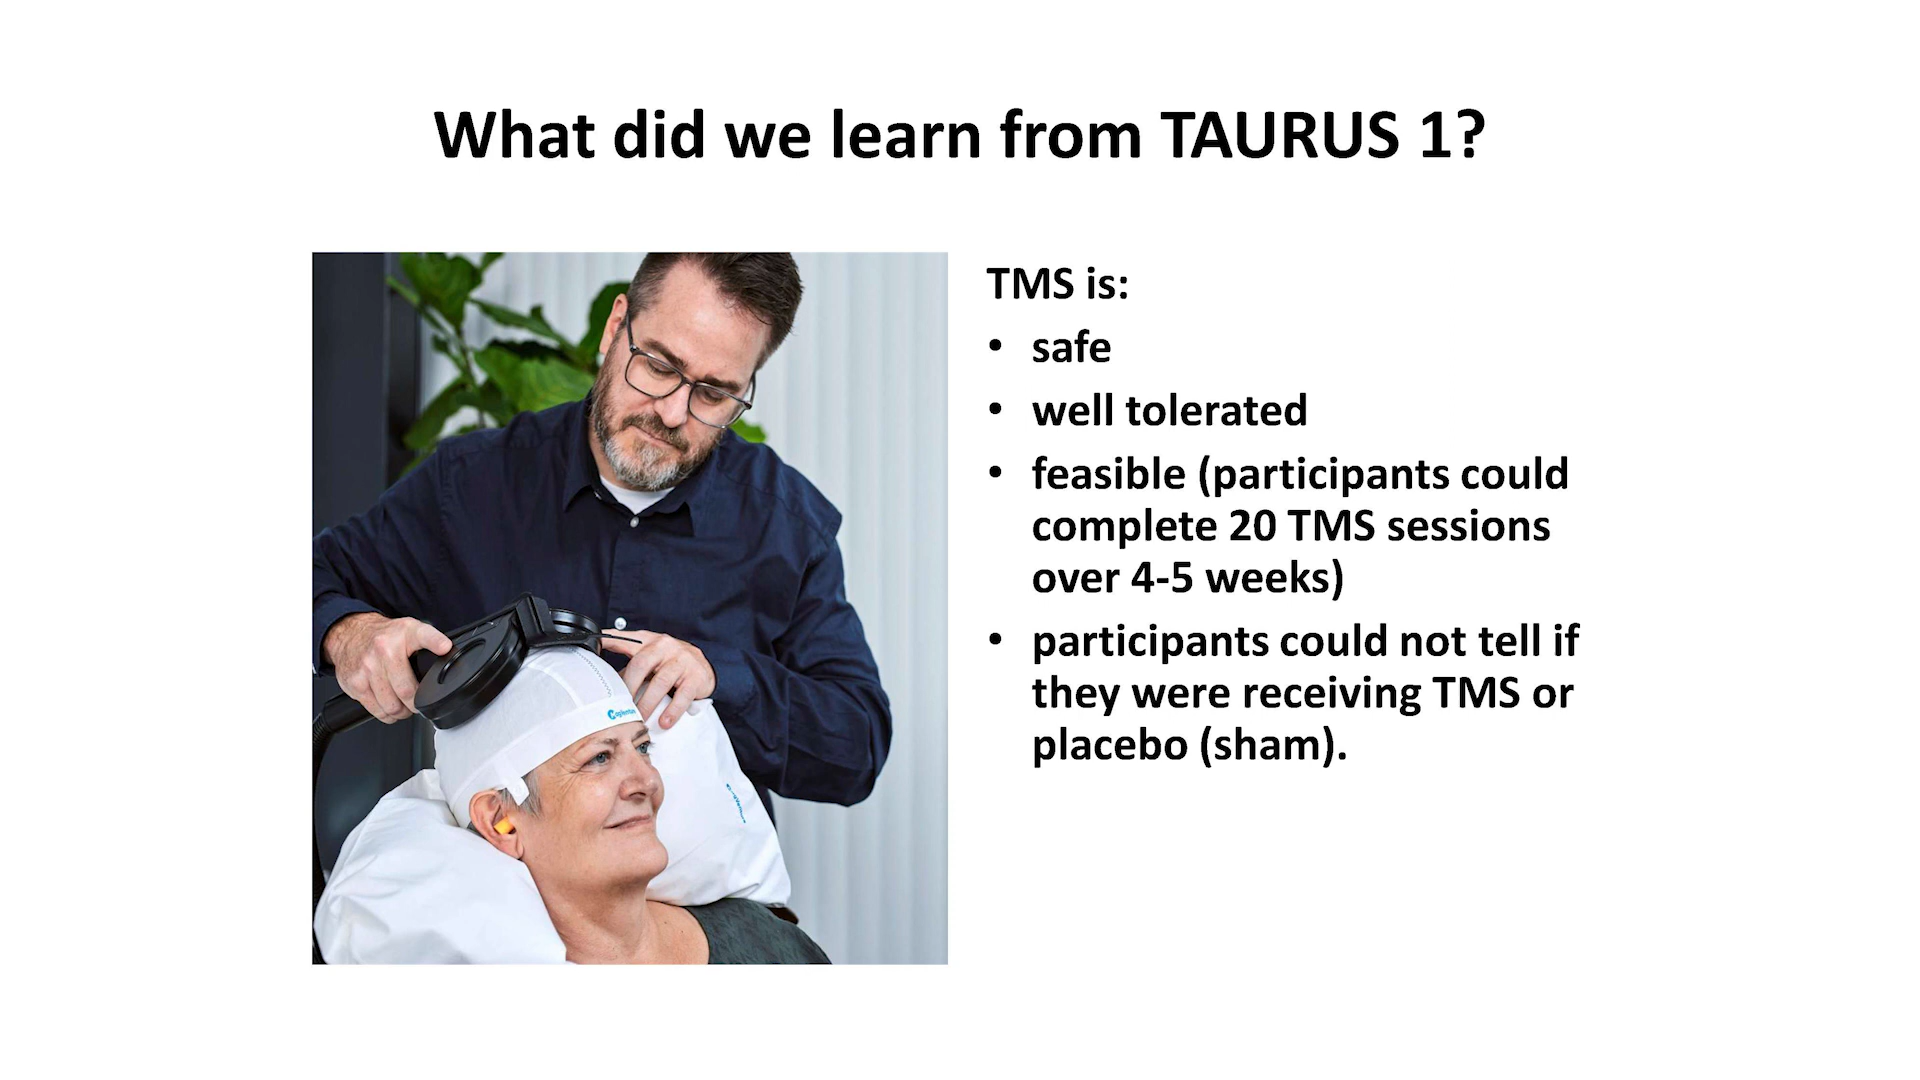 What did we learn from TAURUS 1?
TMS is:
• safe
• well tolerated
• feasible (participants could
complete 20 TMS sessions
over 4-5 weeks)
• participants could not tell if
they were receiving TMS or
placebo (sham).